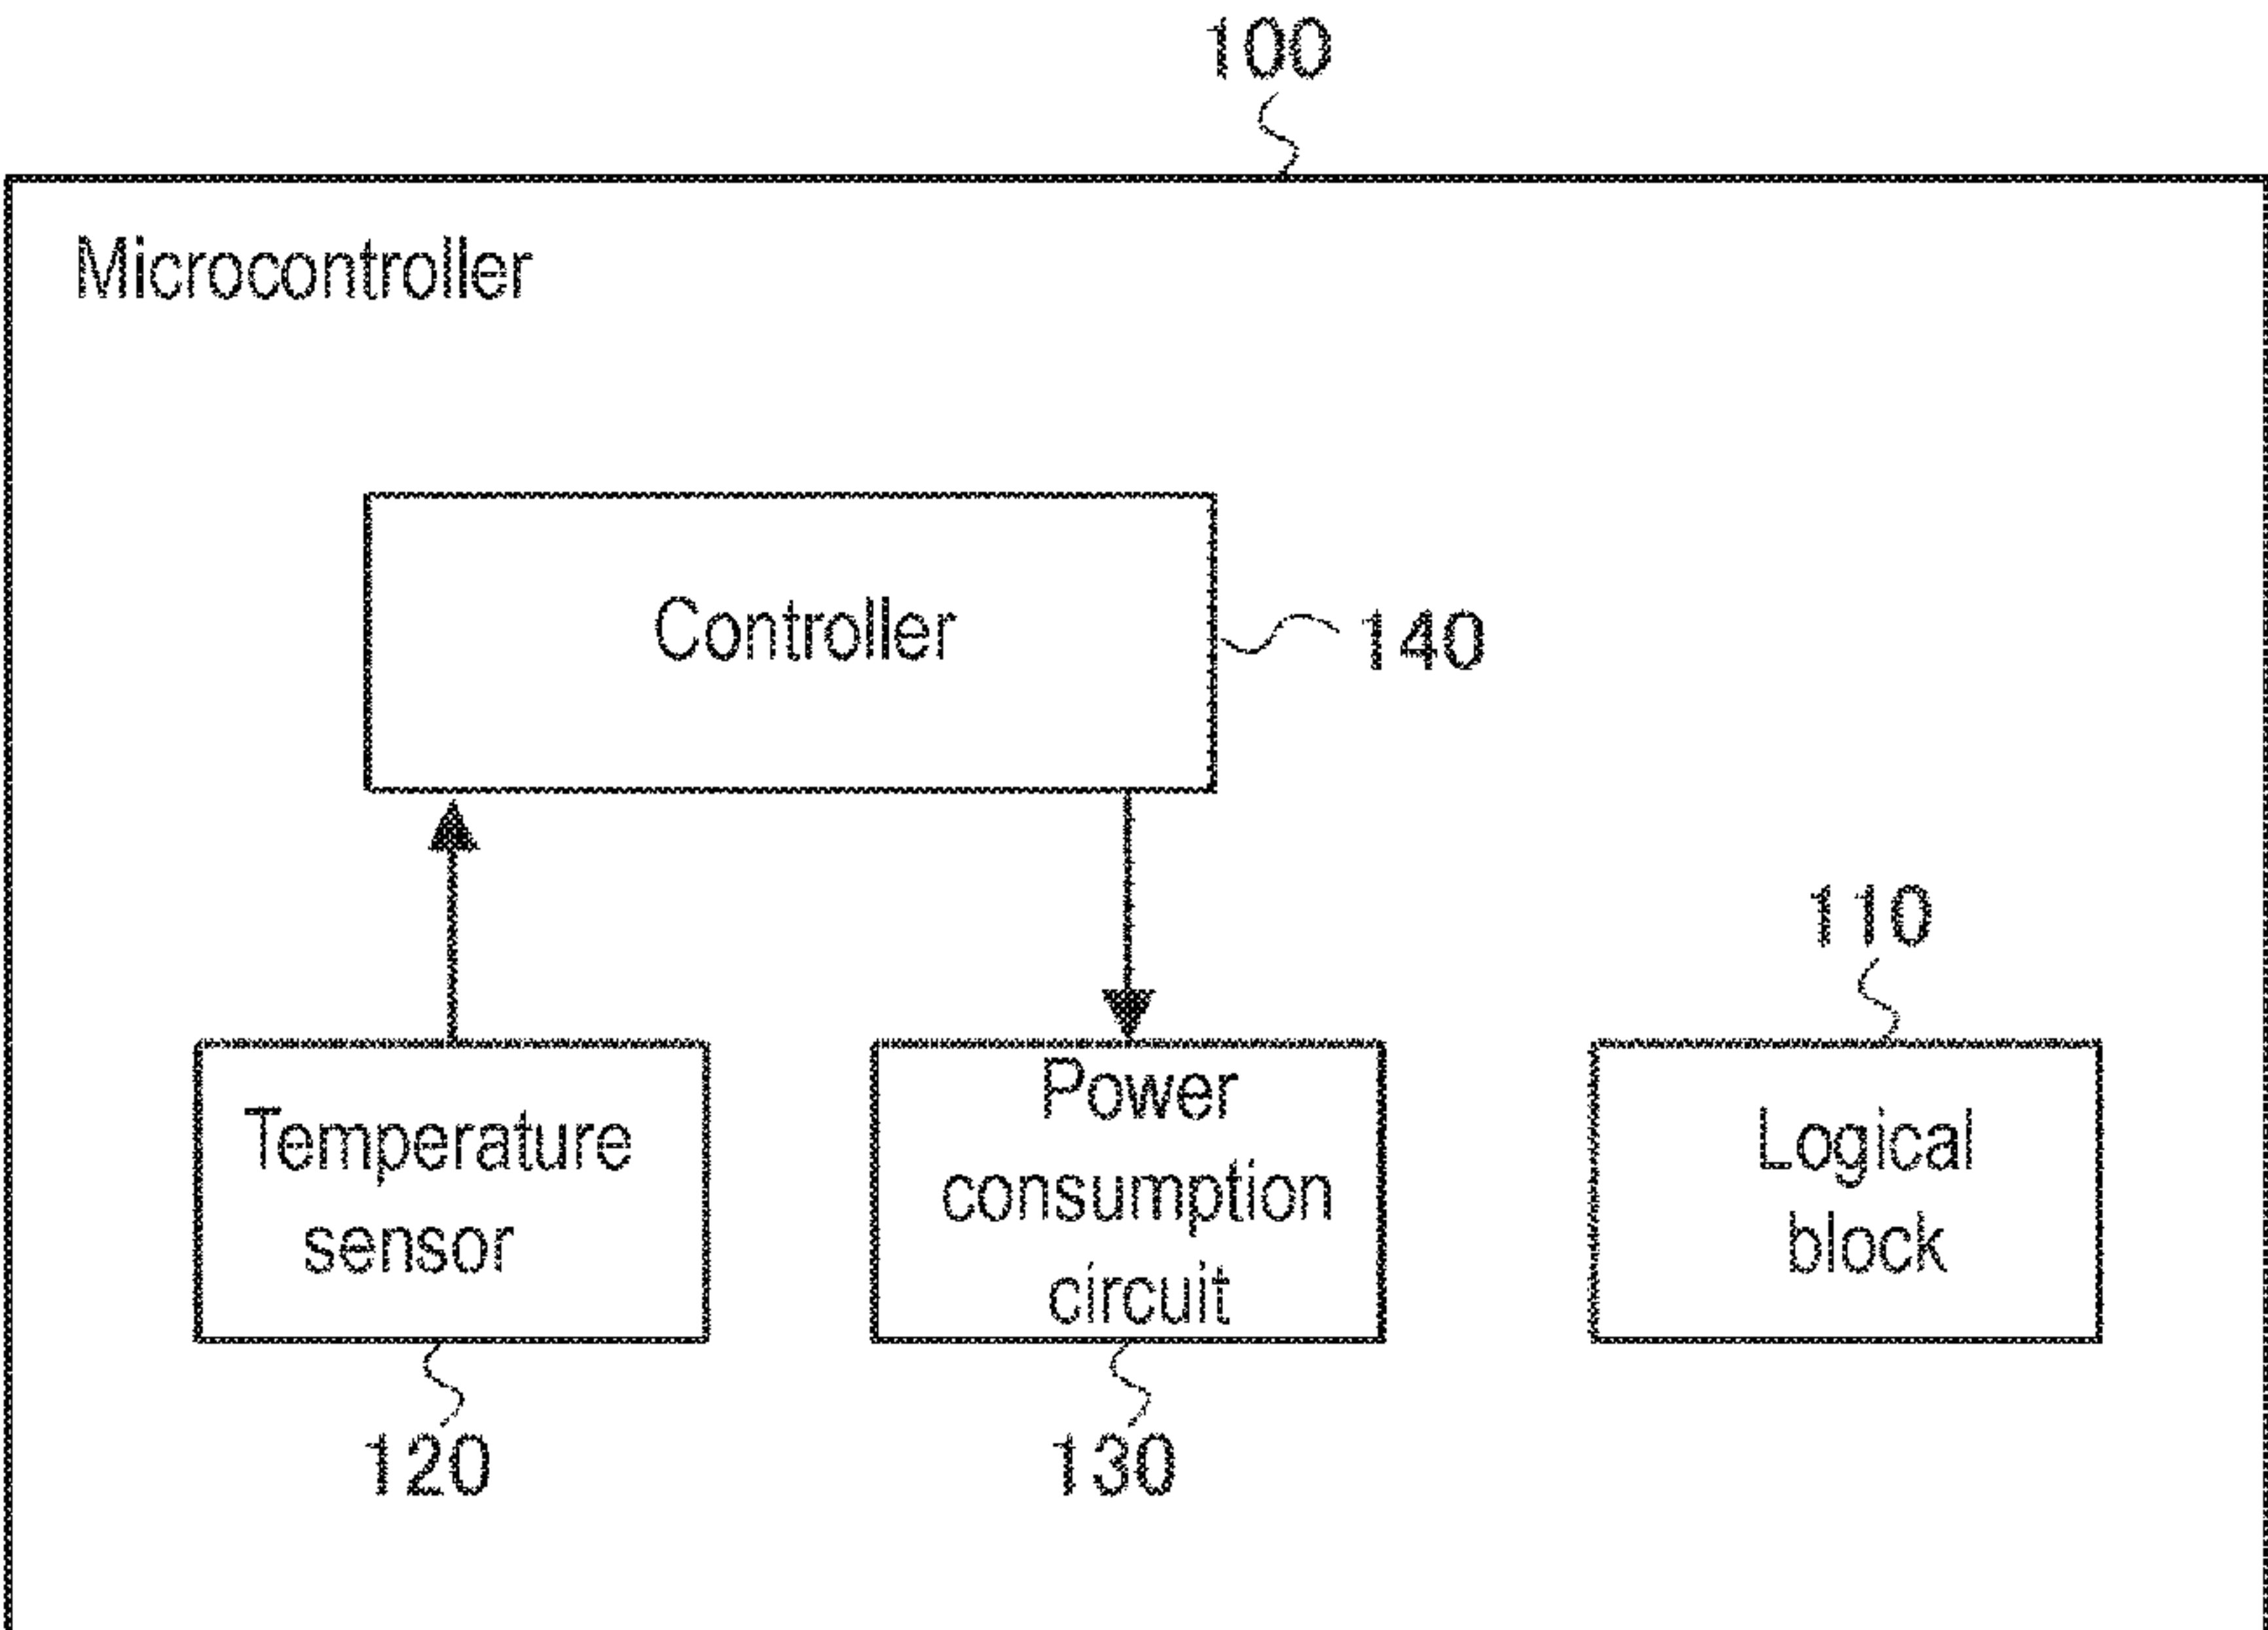 100
Microcontroller
Controller
140
110
Temperature
sensor
Power
consumption
circuit
Logical
block
120
130